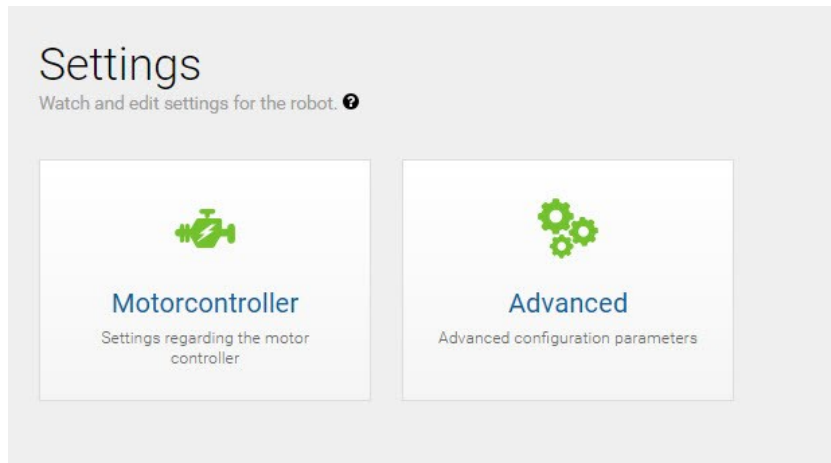 Settings
Watch and edit settings for the robot. ?
Motorcontroller
Settings regarding the motor
controller
Advanced
Advanced configuration parameters